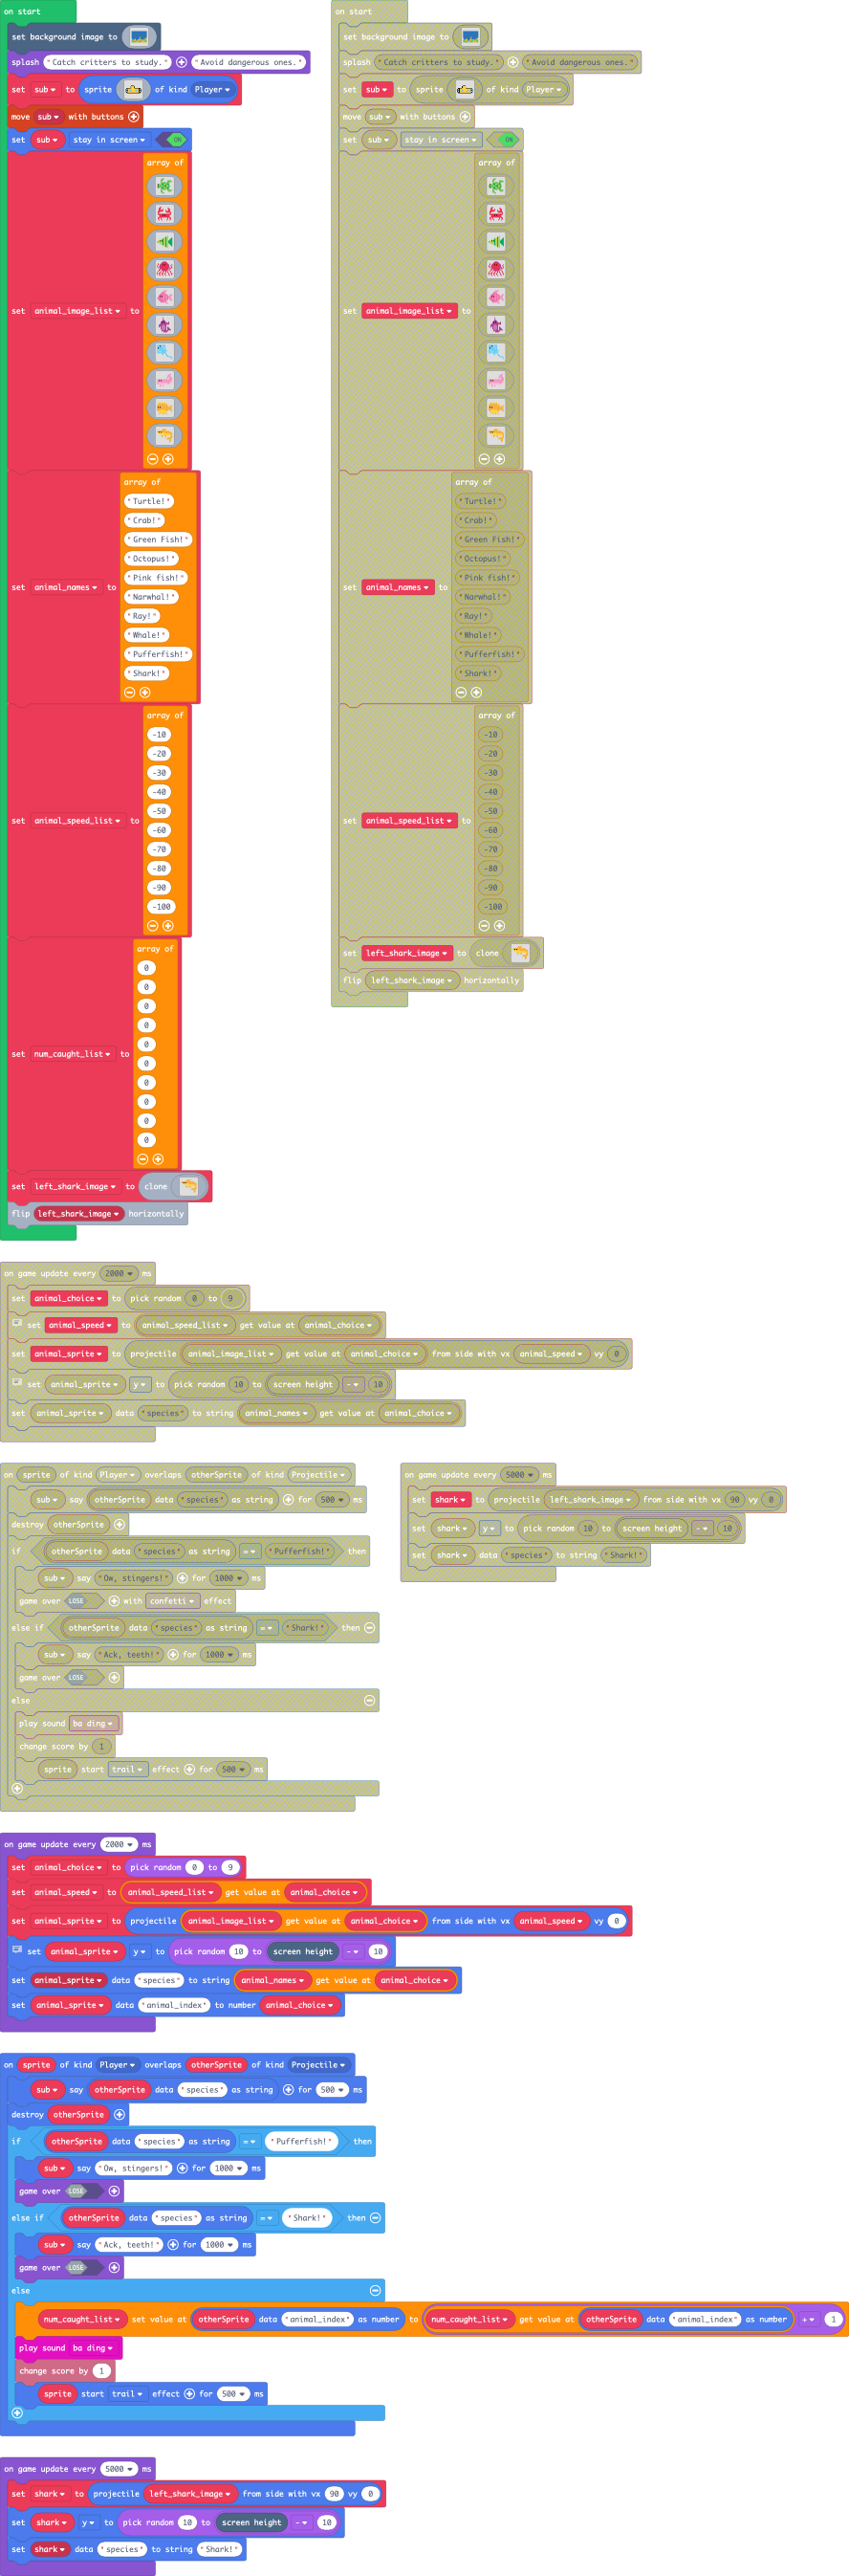 on start
set background image to
splash "Catch critters to study." "Avoid dangerous ones."
set sub to sprite of kind Player
move sub with buttons
set sub stay in screen ON
set animal_image_list to array of
set animal_names to array of
"Turtle!"
"Crab!"
"Green Fish!"
"Octopus!"
"Pink fish!"
"Narwhal!"
"Ray!"
"Whale!"
"Pufferfish!"
"Shark!"
set animal_speed_list to array of
-10
-20
-30
-40
-50
-60
-70
-80
-90
-100
set num_caught_list to array of
0
0
0
0
0
0
0
0
0
0
set left_shark_image to clone
flip left_shark_image horizontally
on start
set background image to
splash "Catch critters to study." "Avoid dangerous ones."
set sub to sprite of kind Player
move sub with buttons
set sub stay in screen ON
set animal_image_list to array of
set animal_names to array of
"Turtle!"
"Crab!"
"Green Fish!"
"Octopus!"
"Pink fish!"
"Narwhal!"
"Ray!"
"Whale!"
"Pufferfish!"
"Shark!"
set animal_speed_list to array of
-10
-20
-30
-40
-50
-60
-70
-80
-90
-100
set left_shark_image to clone
flip left_shark_image horizontally
on game update every 2000 ms
set animal_choice to pick random 0 to 9
set animal_speed to animal_speed_list get value at animal_choice
set animal_sprite to projectile animal_image_list get value at animal_choice from side with vx animal_speed vy 0
set animal_sprite y to pick random 10 to screen height - 10
set animal_sprite data "species" to string animal_names get value at animal_choice
on sprite of kind Player overlaps otherSprite of kind Projectile
sub say otherSprite data "species" as string for 500 ms
destroy otherSprite
if otherSprite data "species" as string = "Pufferfish!" then
sub say "Ow, stingers!" for 1000 ms
game over LOSE with confetti effect
else if otherSprite data "species" as string = "Shark!" then
sub say "Ack, teeth!" for 1000 ms
game over LOSE
else
play sound ba ding
change score by 1
sprite start trail effect for 500 ms
on game update every 5000 ms
set shark to projectile left_shark_image from side with vx 90 vy 0
set shark y to pick random 10 to screen height - 10
set shark data "species" to string "Shark!"
on game update every 2000 ms
set animal_choice to pick random 0 to 9
set animal_speed to animal_speed_list get value at animal_choice
set animal_sprite to projectile animal_image_list get value at animal_choice from side with vx animal_speed vy 0
set animal_sprite y to pick random 10 to screen height - 10
set animal_sprite data "species" to string animal_names get value at animal_choice
set animal_sprite data "animal_index" to number animal_choice
on sprite of kind Player overlaps otherSprite of kind Projectile
sub say otherSprite data "species" as string for 500 ms
destroy otherSprite
if otherSprite data "species" as string = "Pufferfish!" then
sub say "Ow, stingers!" for 1000 ms
game over LOSE
else if otherSprite data "species" as string = "Shark!" then
sub say "Ack, teeth!" for 1000 ms
game over LOSE
else
num_caught_list set value at otherSprite data "animal_index" as number to num_caught_list get value at otherSprite data "animal_index" as number + 1
play sound ba ding
change score by 1
sprite start trail effect for 500 ms
on game update every 5000 ms
set shark to projectile left_shark_image from side with vx 90 vy 0
set shark y to pick random 10 to screen height - 10
set shark data "species" to string "Shark!"